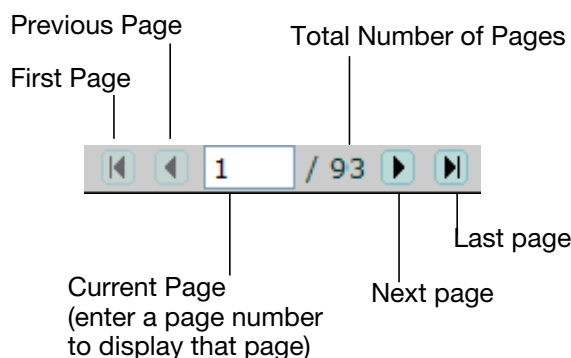 Previous Page
Total Number of Pages
First Page
1 / 93
Last page
Current Page
(enter a page number
to display that page)
Next page